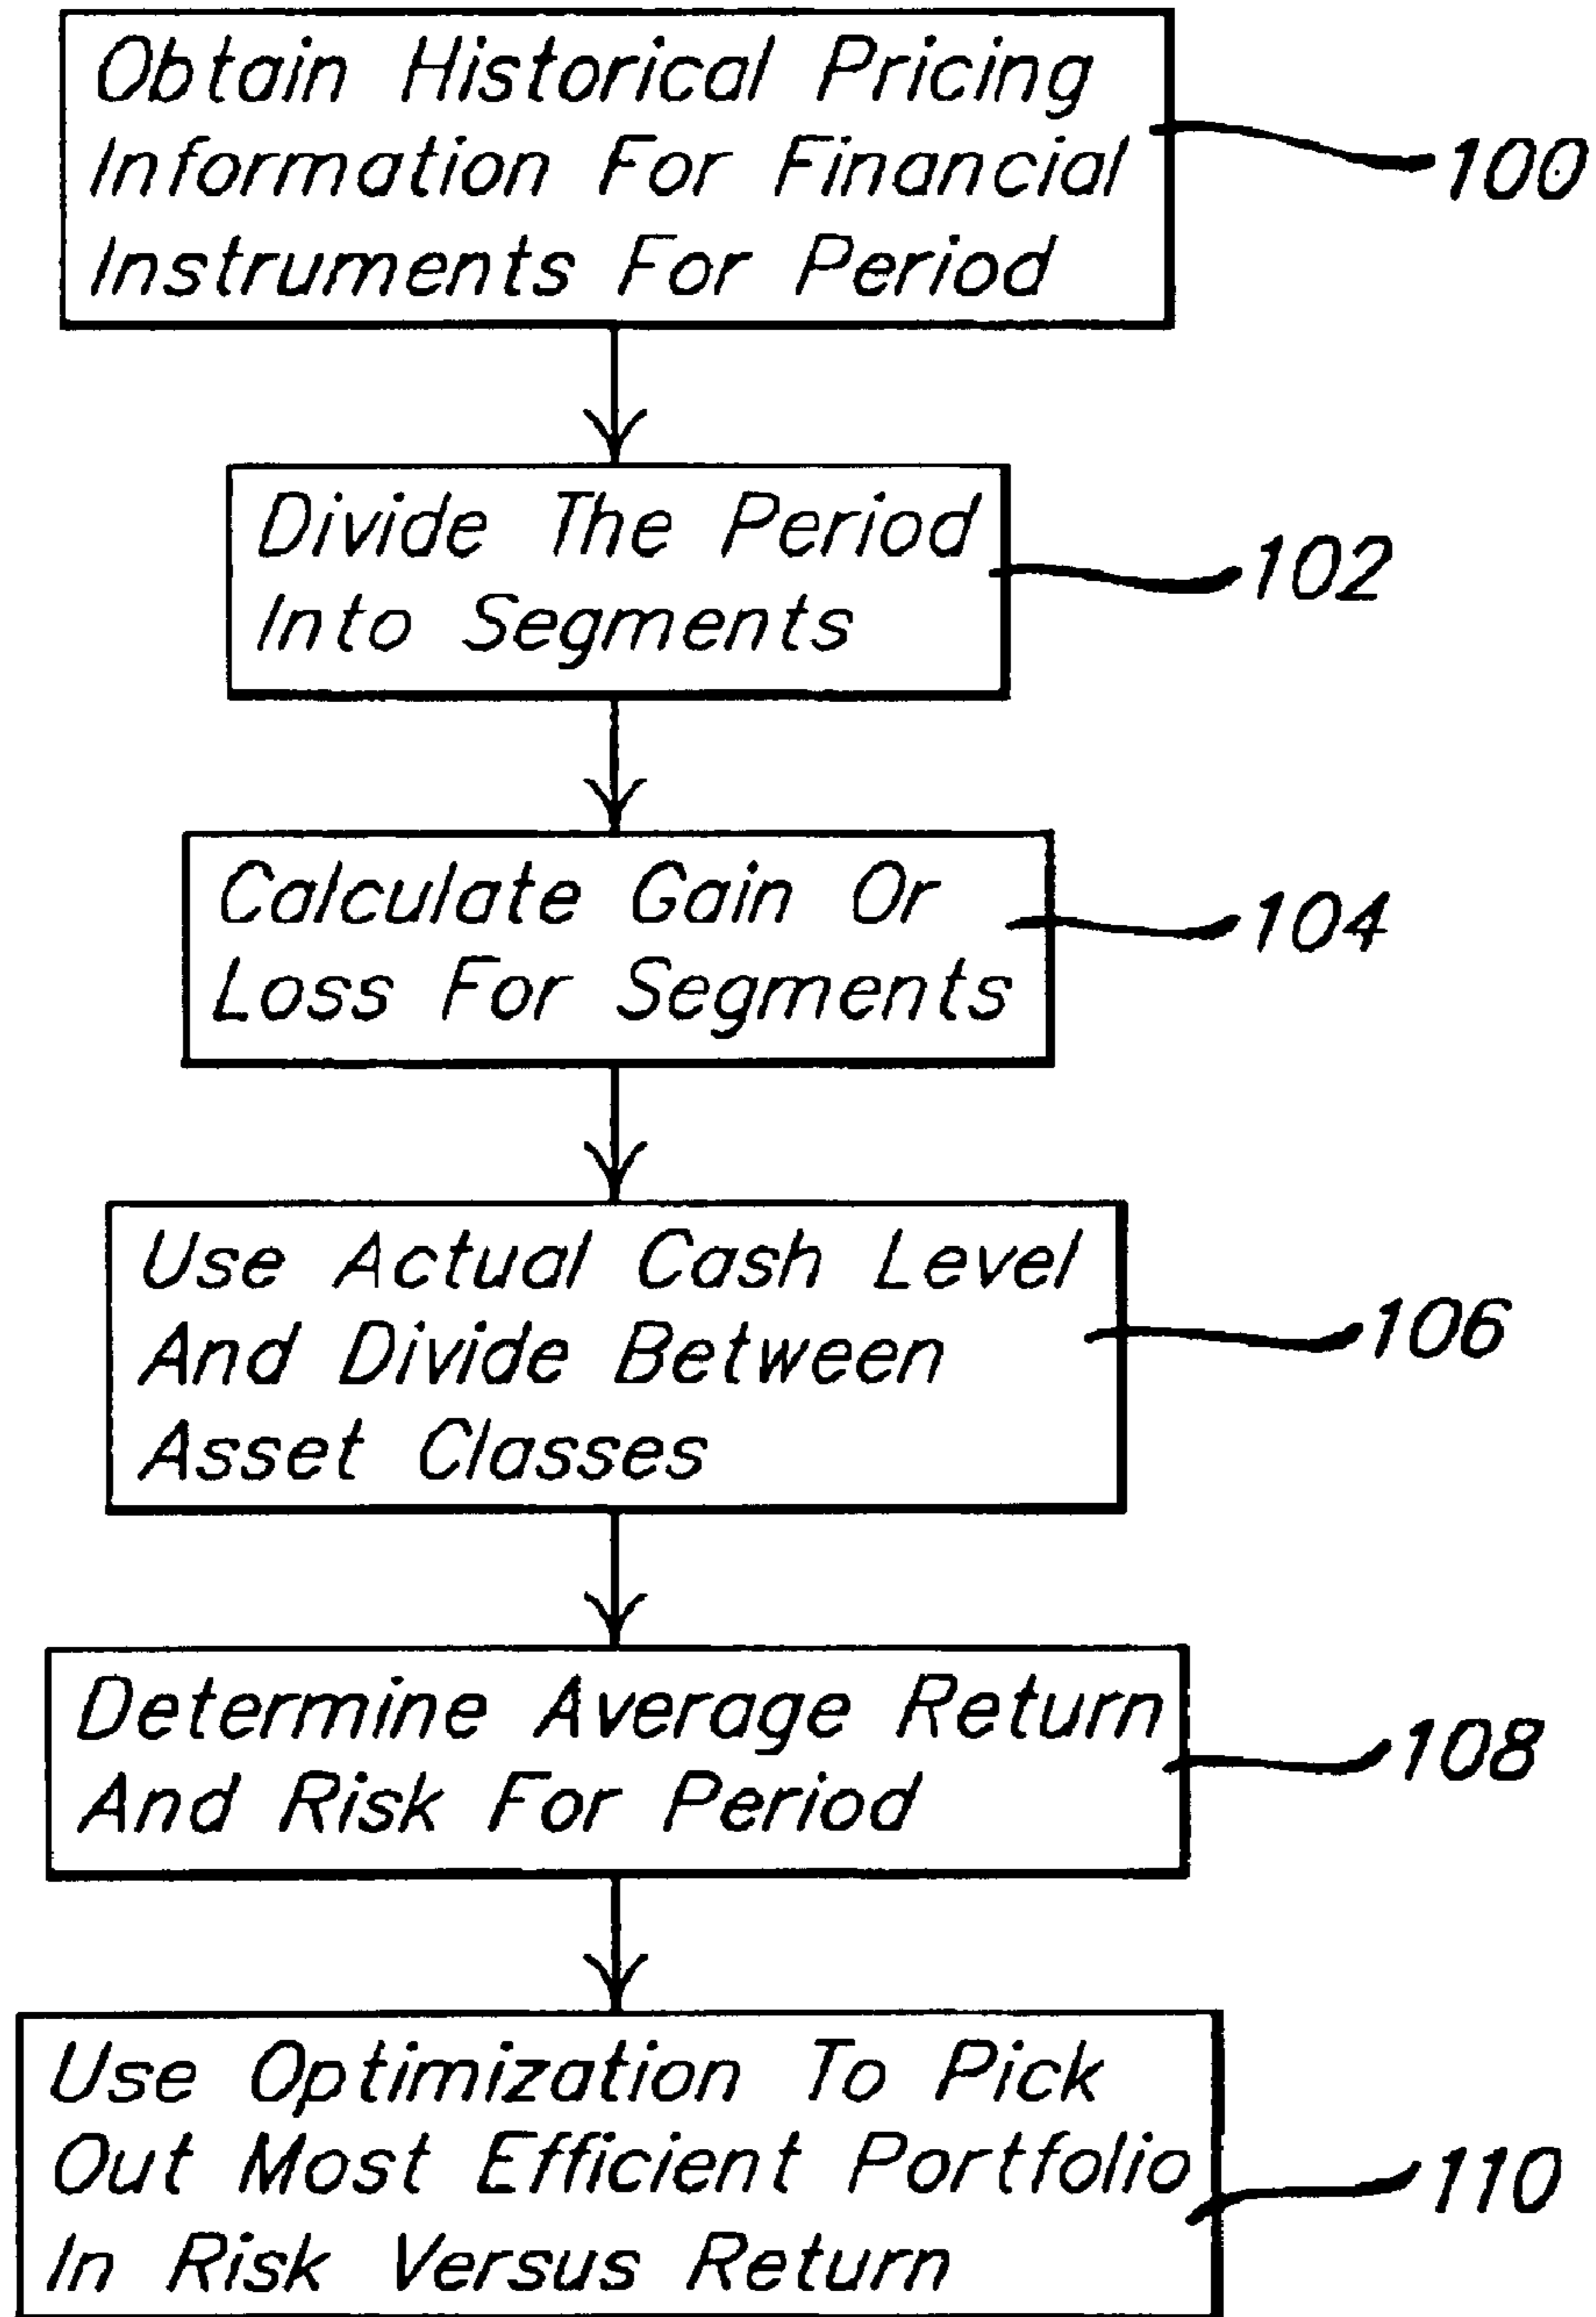 Obtain Historical Pricing
Information For Financial
Instruments For Period
100
Divide The Period
Into Segments
102
Calculate Gain Or
Loss For Segments
104
Use Actual Cash Level
And Divide Between
Asset Classes
106
Determine Average Return
And Risk For Period
108
Use Optimization To Pick
Out Most Efficient Portfolio
In Risk Versus Return
110